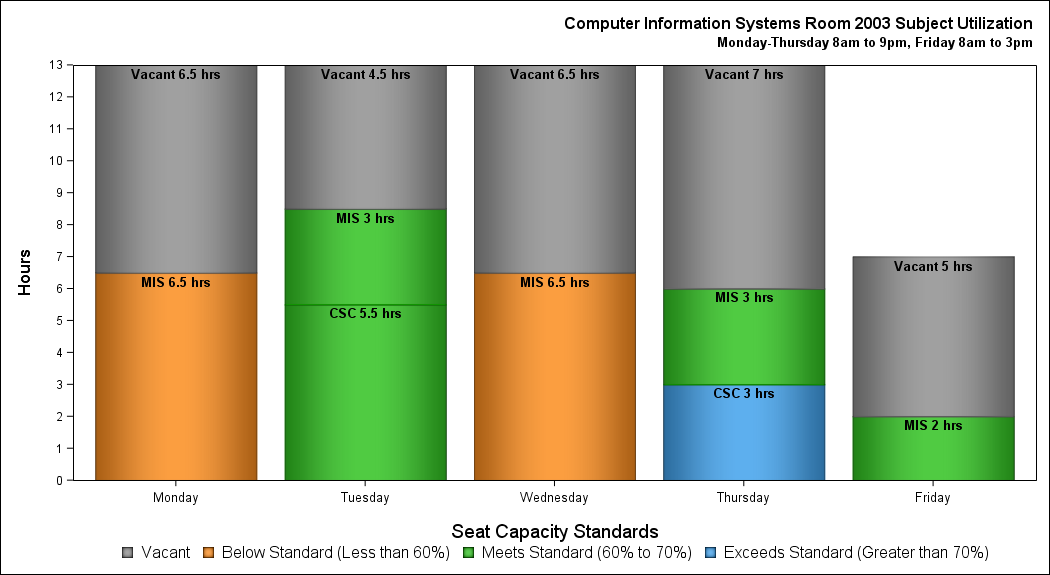 Computer Information Systems Room 2003 Subject Utilization
Monday-Thursday 8am to 9pm, Friday 8am to 3pm
Hours
13
12
11
10
9
8
7
6
5
4
3
2
1
0
Vacant 6.5 hrs
MIS 6.5 hrs
Vacant 4.5 hrs
MIS 3 hrs
CSC 5.5 hrs
Vacant 6.5 hrs
MIS 6.5 hrs
Vacant 7 hrs
MIS 3 hrs
CSC 3 hrs
Vacant 5 hrs
MIS 2 hrs
Monday Tuesday Wednesday Thursday Friday
Seat Capacity Standards
Vacant Below Standard (Less than 60%) Meets Standard (60% to 70%) Exceeds Standard (Greater than 70%)